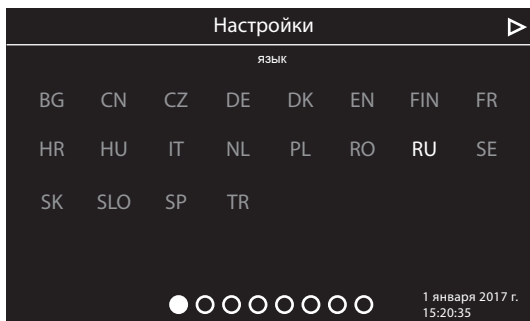 Настройки
язык
BG CN CZ DE DK EN FIN FR
HR HU IT NL PL RO RU SE
SK SLO SP TR
1 января 2017 г.
15:20:35